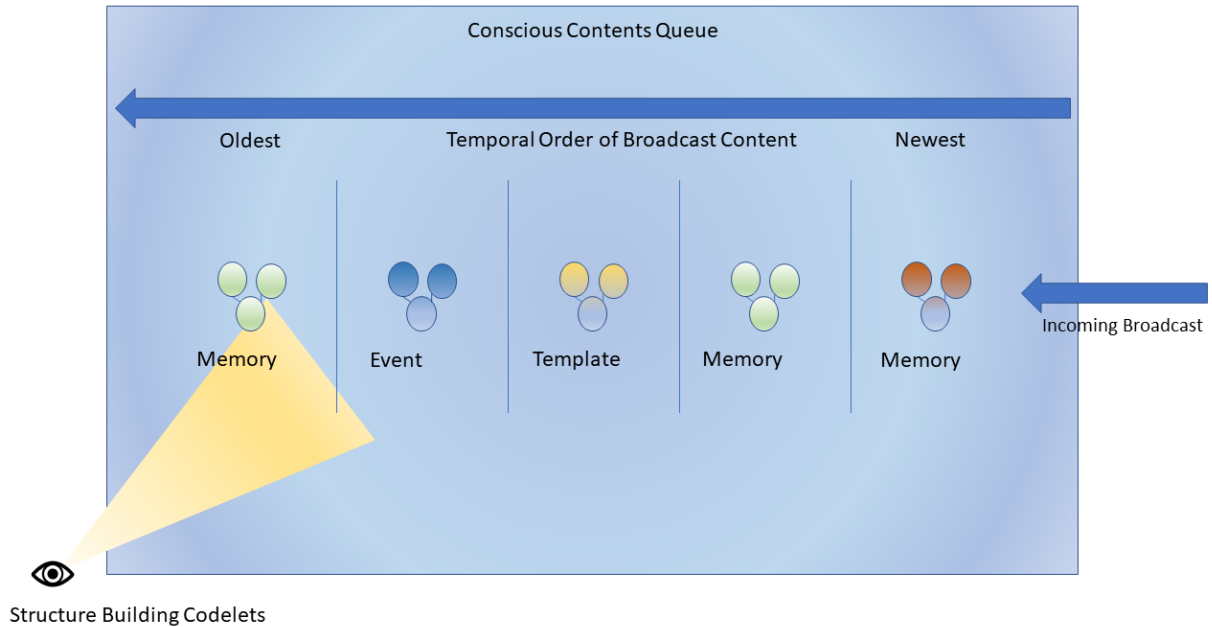 Conscious Contents Queue
Oldest
Temporal Order of Broadcast Content
Newest
Incoming Broadcast
Memory
Event
Template
Memory
Memory
Structure Building Codelets